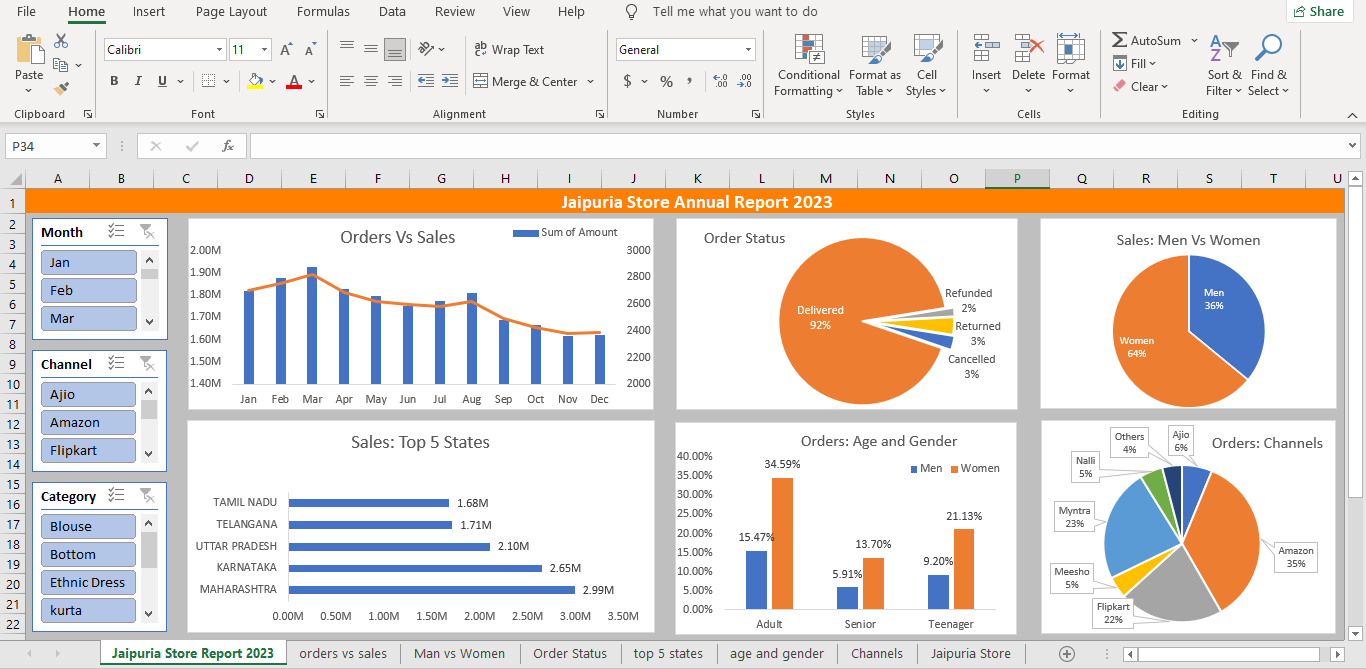 File Home Insert Page Layout Formulas Data Review View Help Tell me what you want to do Share
Calibri 11 ab Wrap Text General AutoSum
Paste B I U A Merge & Center $ % , Conditional Formatting Format as Table Cell Styles Insert Delete Format Fill Clear Sort & Filter Find & Select
Clipboard Font Alignment Number Styles Cells Editing
P34 fx
A B C D E F G H I J K L M N O P Q R S T U
1 Jaipuria Store Annual Report 2023
2
3
4
5
6
7
8
9
10
11
12
13
14
15
16
17
18
19
20
21
22
Month
Jan
Feb
Mar
Channel
Ajio
Amazon
Flipkart
Category
Blouse
Bottom
Ethnic Dress
kurta
Orders Vs Sales
Sum of Amount
2.00M
1.90M
1.80M
1.70M
1.60M
1.50M
1.40M
3000
2800
2600
2400
2200
2000
Jan Feb Mar Apr May Jun Jul Aug Sep Oct Nov Dec
Order Status
Delivered
92%
Refunded
2%
Returned
3%
Cancelled
3%
Sales: Men Vs Women
Men
36%
Women
64%
Sales: Top 5 States
TAMIL NADU 1.68M
TELANGANA 1.71M
UTTAR PRADESH 2.10M
KARNATAKA 2.65M
MAHARASHTRA 2.99M
0.00M 0.50M 1.00M 1.50M 2.00M 2.50M 3.00M 3.50M
Orders: Age and Gender
Men Women
40.00%
35.00%
30.00%
25.00%
20.00%
15.00%
10.00%
5.00%
0.00%
15.47% 34.59%
5.91% 13.70%
9.20% 21.13%
Adult Senior Teenager
Orders: Channels
Ajio
6%
Amazon
35%
Flipkart
22%
Meesho
5%
Myntra
23%
Nalli
5%
Others
4%
Jaipuria Store Report 2023 orders vs sales Man vs Women Order Status top 5 states age and gender Channels Jaipuria Store